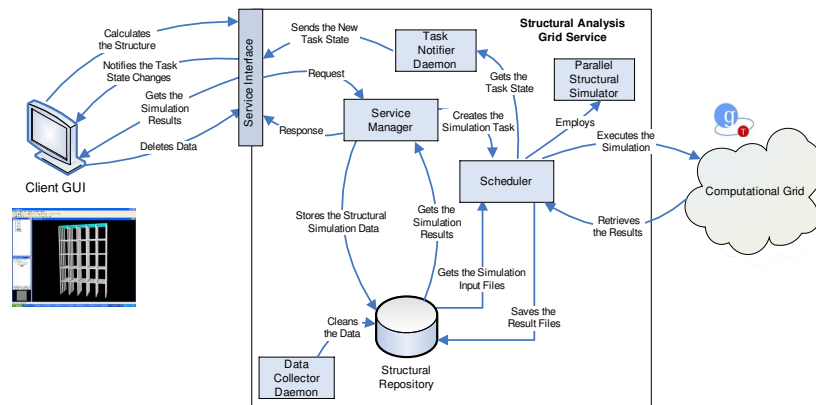 Calculates
the Structure
Notifies the Task
State Changes
Gets the
Simulation
Results
Deletes Data
Client GUI
Service Interface
Sends the New
Task State
Request
Response
Task
Notifier
Daemon
Structural Analysis
Grid Service
Gets the
Task State
Parallel
Structural
Simulator
Service
Manager
Creates the
Simulation Task
Employs
Executes the
Simulation
Scheduler
g
T
Computational Grid
Retrieves
the Results
Stores the Structural
Simulation Data
Gets the
Simulation
Results
Gets the Simulation
Input Files
Saves the
Result Files
Cleans
the Data
Data
Collector
Daemon
Structural
Repository